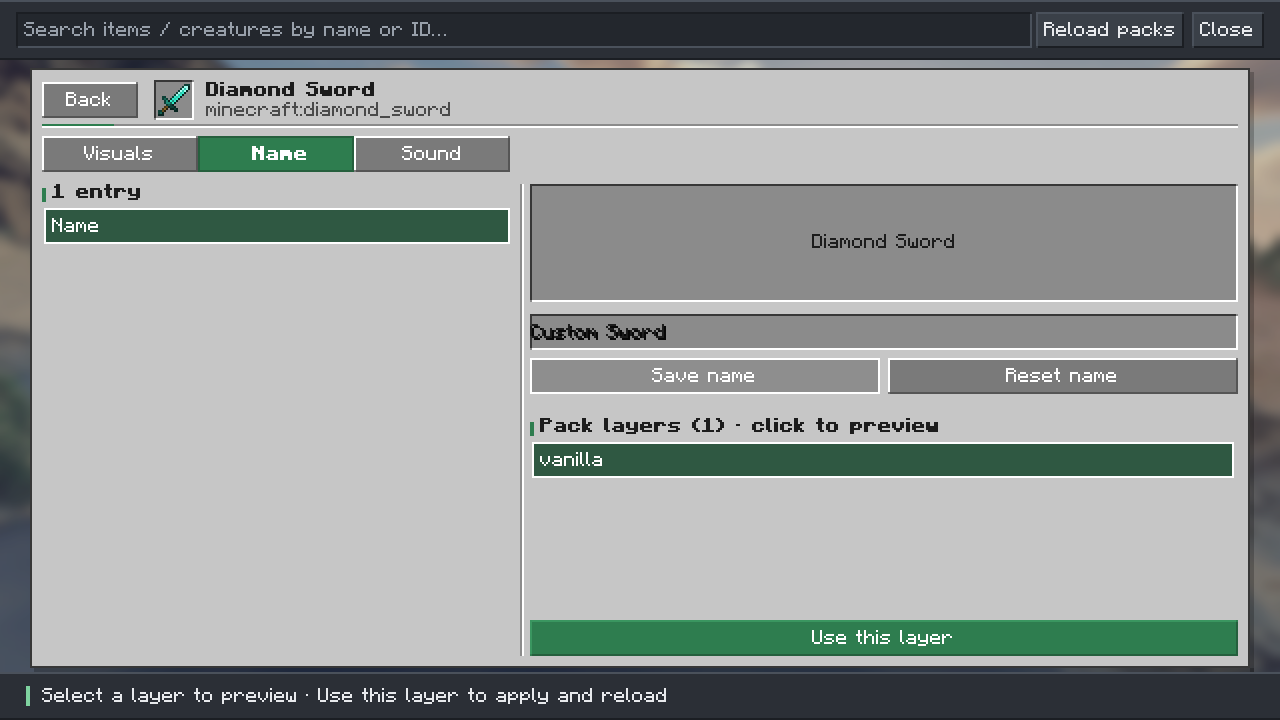 Search items / creatures by name or ID...
Reload packs
Close
Back
Diamond Sword
minecraft:diamond_sword
Visuals
Name
Sound
1 entry
Name
Diamond Sword
Custom Sword
Save name
Reset name
Pack layers (1) · click to preview
vanilla
Use this layer
Select a layer to preview · Use this layer to apply and reload